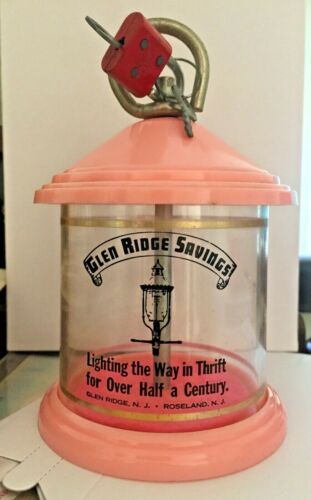 GLEN RIDGE SAVINGS
Lighting the Way in Thrift
for Over Half a Century.
GLEN RIDGE, N. J. • ROSELAND, N. J.